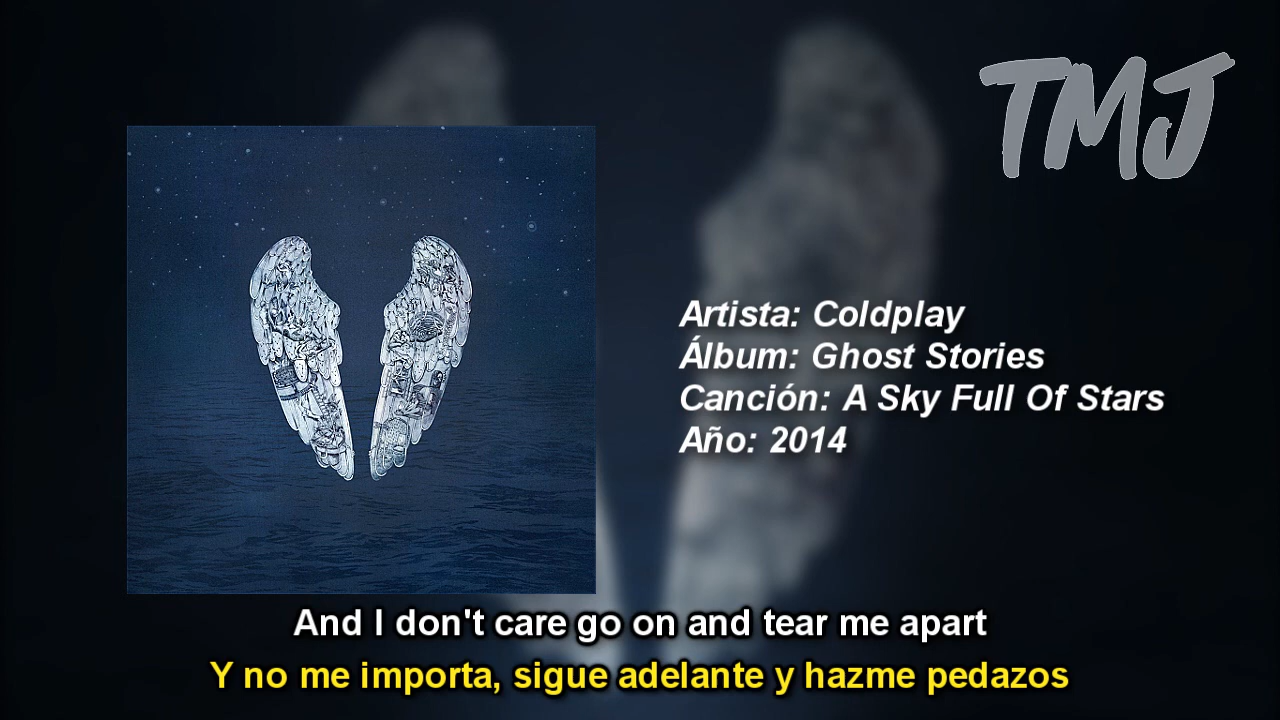 TMJ
Artista: Coldplay
Álbum: Ghost Stories
Canción: A Sky Full Of Stars
Año: 2014
And I don't care go on and tear me apart
Y no me importa, sigue adelante y hazme pedazos